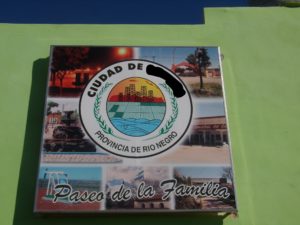 CIUDAD DE
PROVINCIA DE RIO NEGRO
Paseo de la Familia